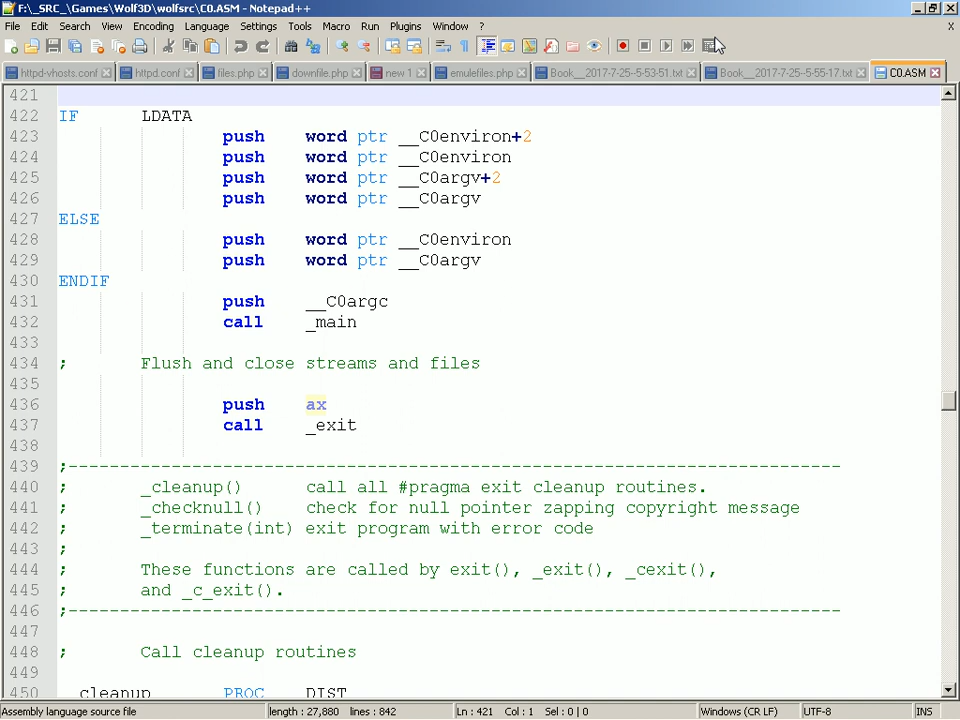 F:\_SRC_\Games\Wolf3D\wolfsrc\C0.ASM - Notepad++
File Edit Search View Encoding Language Settings Tools Macro Run Plugins Window ? X
httpd-vhosts.conf httpd.conf files.php downfile.php new 1 emulefiles.php Book__2017-7-25--5-53-51.txt Book__2017-7-25--5-55-17.txt C0.ASM
421
422 IF LDATA
423 push word ptr __C0environ+2
424 push word ptr __C0environ
425 push word ptr __C0argv+2
426 push word ptr __C0argv
427 ELSE
428 push word ptr __C0environ
429 push word ptr __C0argv
430 ENDIF
431 push __C0argc
432 call _main
433
434 ; Flush and close streams and files
435
436 push ax
437 call _exit
438
439 ;---------------------------------------------------------------------------
440 ; _cleanup() call all #pragma exit cleanup routines.
441 ; _checknull() check for null pointer zapping copyright message
442 ; _terminate(int) exit program with error code
443 ;
444 ; These functions are called by exit(), _exit(), _cexit(),
445 ; and _c_exit().
446 ;---------------------------------------------------------------------------
447
448 ; Call cleanup routines
449
450 __cleanup PROC DIST
Assembly language source file length : 27,880 lines : 842 Ln : 421 Col : 1 Sel : 0 | 0 Windows (CR LF) UTF-8 INS